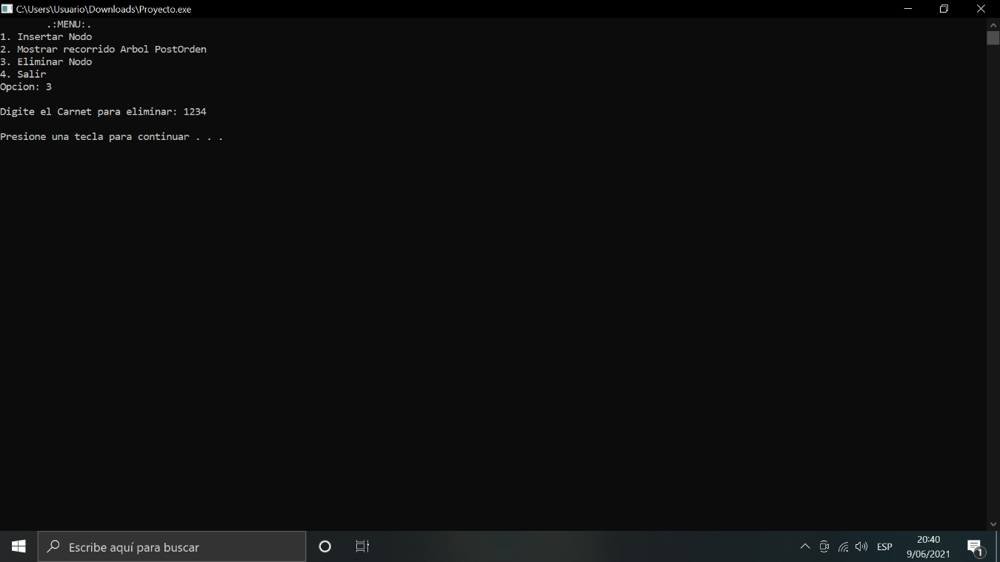 C:\Users\Usuario\Downloads\Proyecto.exe
.:MENU:.
1. Insertar Nodo
2. Mostrar recorrido Arbol PostOrden
3. Eliminar Nodo
4. Salir
Opcion: 3
Digite el Carnet para eliminar: 1234
Presione una tecla para continuar . . .
Escribe aquí para buscar
ESP
20:40
9/06/2021
1